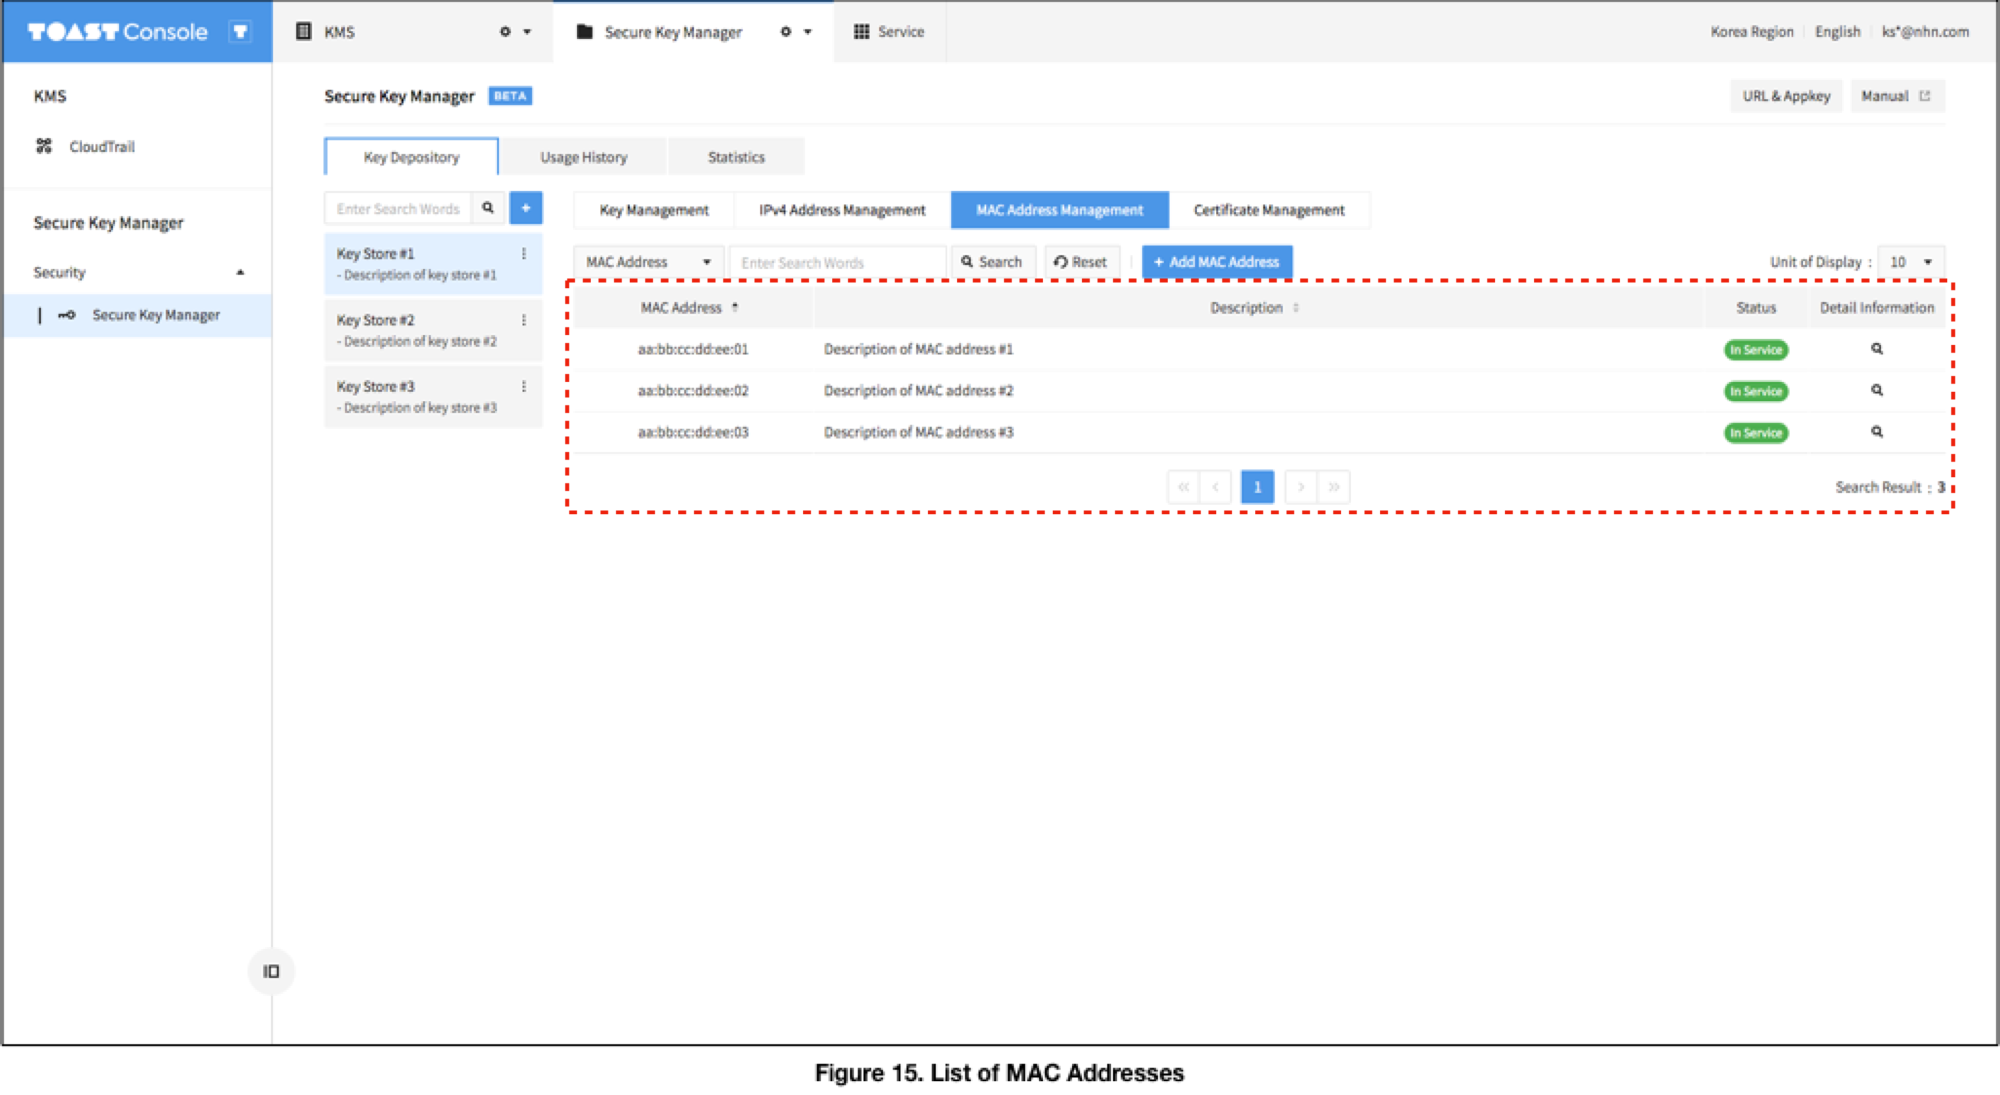 TOAST Console
KMS
Secure Key Manager
Service
Korea Region
English
ks*@nhn.com
KMS
CloudTrail
Secure Key Manager
Security
Secure Key Manager
Secure Key Manager BETA
URL & Appkey
Manual
Key Depository
Usage History
Statistics
Enter Search Words
+
Key Store #1
- Description of key store #1
Key Store #2
- Description of key store #2
Key Store #3
- Description of key store #3
Key Management
IPv4 Address Management
MAC Address Management
Certificate Management
MAC Address
Enter Search Words
Search
Reset
+ Add MAC Address
Unit of Display : 10
MAC Address Description Status Detail Information
aa:bb:cc:dd:ee:01 Description of MAC address #1 In Service
aa:bb:cc:dd:ee:02 Description of MAC address #2 In Service
aa:bb:cc:dd:ee:03 Description of MAC address #3 In Service
« ‹ 1 › »
Search Result : 3
Figure 15. List of MAC Addresses